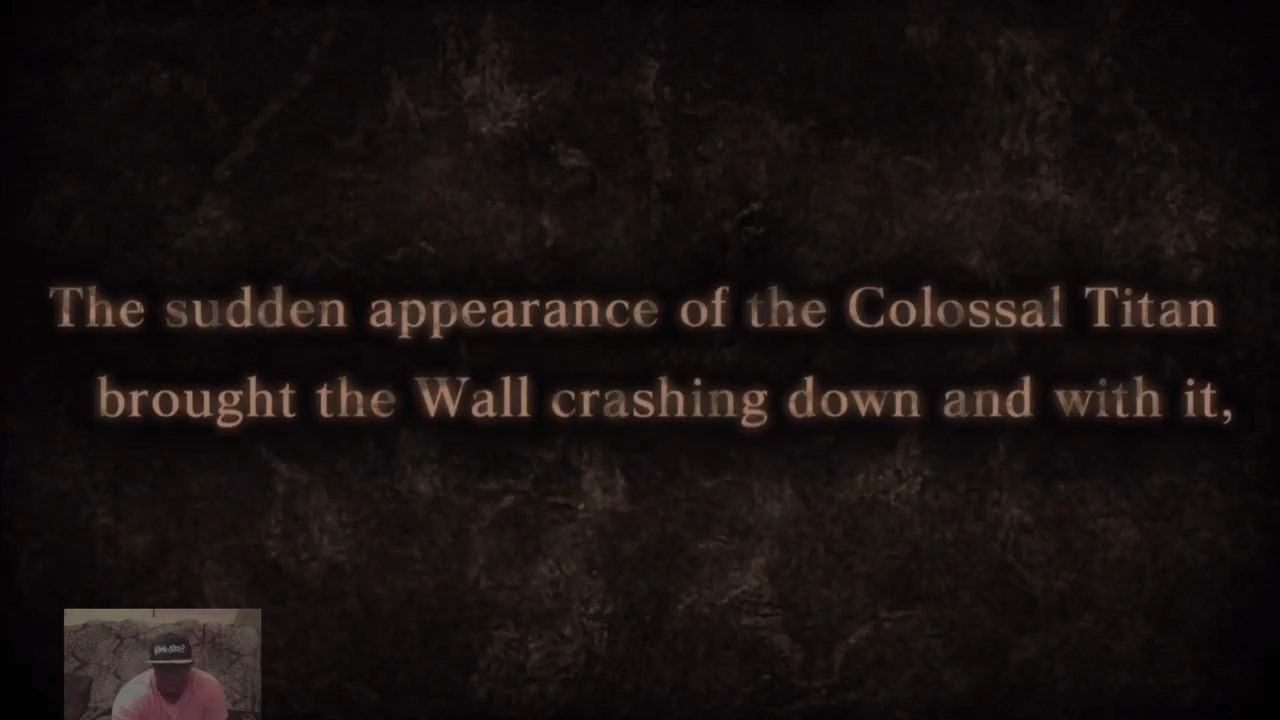 The sudden appearance of the Colossal Titan
brought the Wall crashing down and with it,